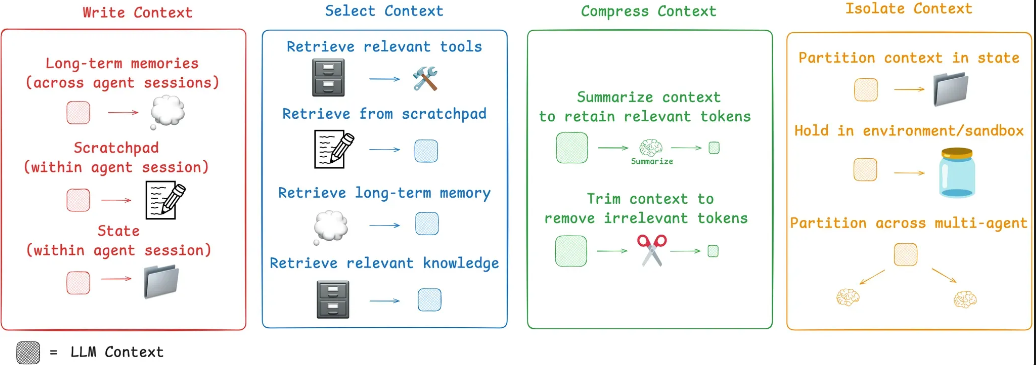 Write Context
Long-term memories
(across agent sessions)
Scratchpad
(within agent session)
State
(within agent session)
Select Context
Retrieve relevant tools
Retrieve from scratchpad
Retrieve long-term memory
Retrieve relevant knowledge
Compress Context
Summarize context
to retain relevant tokens
Summarize
Trim context to
remove irrelevant tokens
Isolate Context
Partition context in state
Hold in environment/sandbox
Partition across multi-agent
= LLM Context